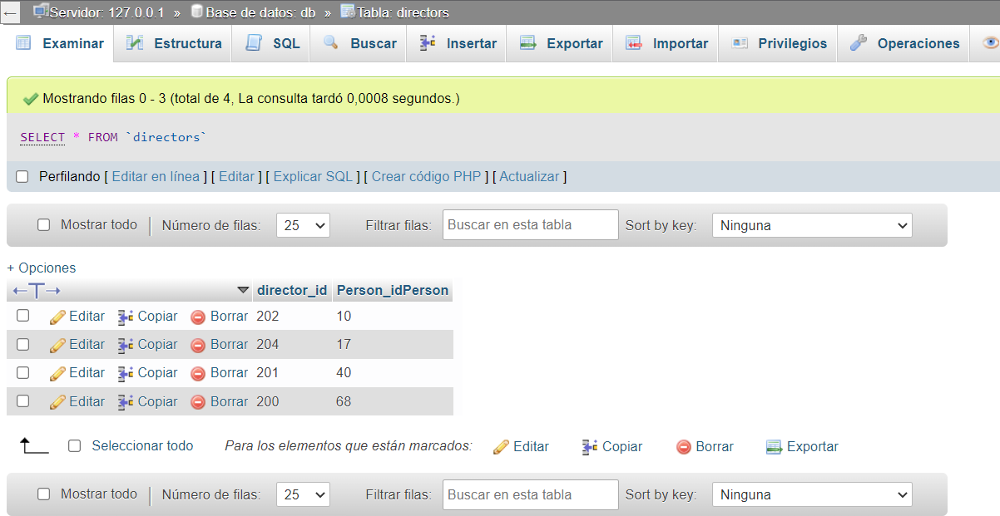 ← Servidor: 127.0.0.1 » Base de datos: db » Tabla: directors
Examinar Estructura SQL Buscar Insertar Exportar Importar Privilegios Operaciones
Mostrando filas 0 - 3 (total de 4, La consulta tardó 0,0008 segundos.)
SELECT * FROM `directors`
Perfilando [ Editar en línea ] [ Editar ] [ Explicar SQL ] [ Crear código PHP ] [ Actualizar ]
Mostrar todo | Número de filas: 25 Filtrar filas: Buscar en esta tabla Sort by key: Ninguna
+ Opciones
←T→ director_id Person_idPerson
Editar Copiar Borrar 202 10
Editar Copiar Borrar 204 17
Editar Copiar Borrar 201 40
Editar Copiar Borrar 200 68
Seleccionar todo Para los elementos que están marcados: Editar Copiar Borrar Exportar
Mostrar todo | Número de filas: 25 Filtrar filas: Buscar en esta tabla Sort by key: Ninguna